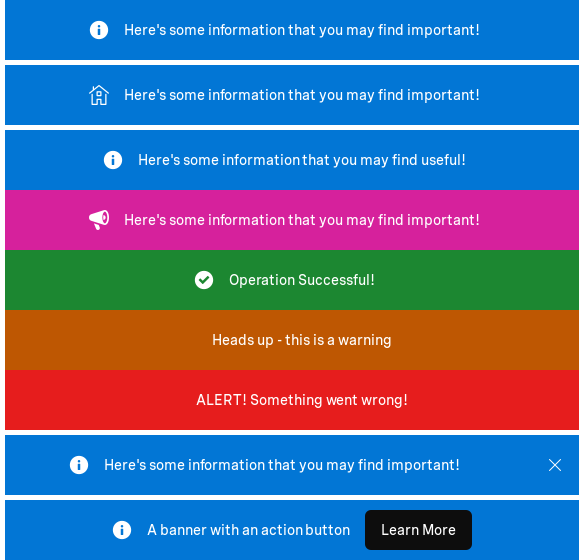 Here's some information that you may find important!
Here's some information that you may find important!
Here's some information that you may find useful!
Here's some information that you may find important!
Operation Successful!
Heads up - this is a warning
ALERT! Something went wrong!
Here's some information that you may find important!
A banner with an action button Learn More